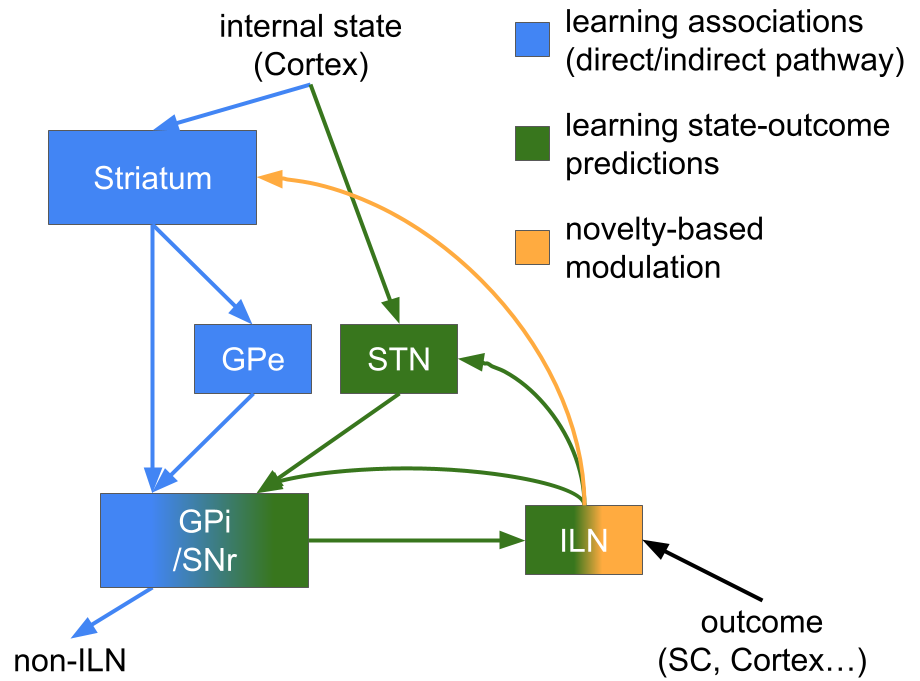 internal state
(Cortex)
learning associations
(direct/indirect pathway)
learning state-outcome
predictions
novelty-based
modulation
Striatum
GPe
STN
GPi
/SNr
ILN
non-ILN
outcome
(SC, Cortex…)